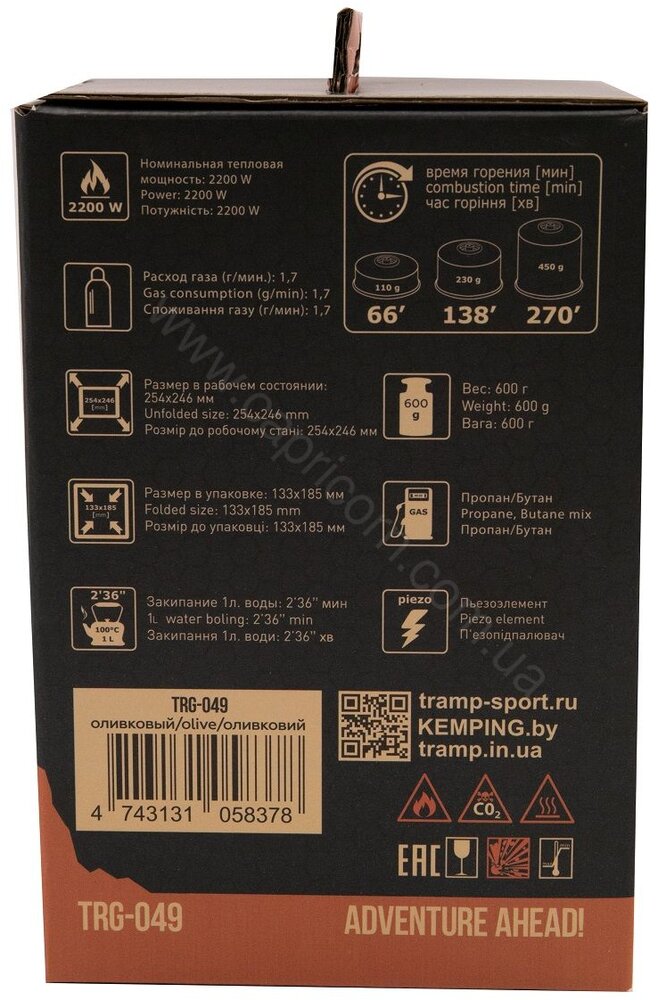 2200 W
Номинальная тепловая
мощность: 2200 W
Power: 2200 W
Потужність: 2200 W
время горения [мин]
combustion time [min]
час горіння [хв]
110 g
230 g
450 g
66’
138’
270’
Расход газа (г/мин.): 1,7
Gas consumption (g/min): 1,7
Споживання газу (г/мин): 1,7
254x246
[mm]
Размер в рабочем состоянии:
254x246 мм
Unfolded size: 254x246 mm
Розмір до робочому стані: 254x246 мм
600
g
Вес: 600 г
Weight: 600 g
Вага: 600 г
133x185
[mm]
Размер в упаковке: 133x185 мм
Folded size: 133x185 mm
Розмір до упаковці: 133x185 мм
GAS
Пропан/Бутан
Propane, Butane mix
Пропан/Бутан
2'36"
100°C
1 L
Закипание 1л. воды: 2'36” мин
1L water boling: 2'36” min
Закипання 1л. води: 2'36” хв
piezo
Пьезоэлемент
Piezo element
П'єзопідпалювач
TRG-049
оливковый/olive/оливковий
4 743131 058378
tramp-sport.ru
KEMPING.by
tramp.in.ua
CO2
EAC
TRG-049
ADVENTURE AHEAD!
www.capricorn.com.ua